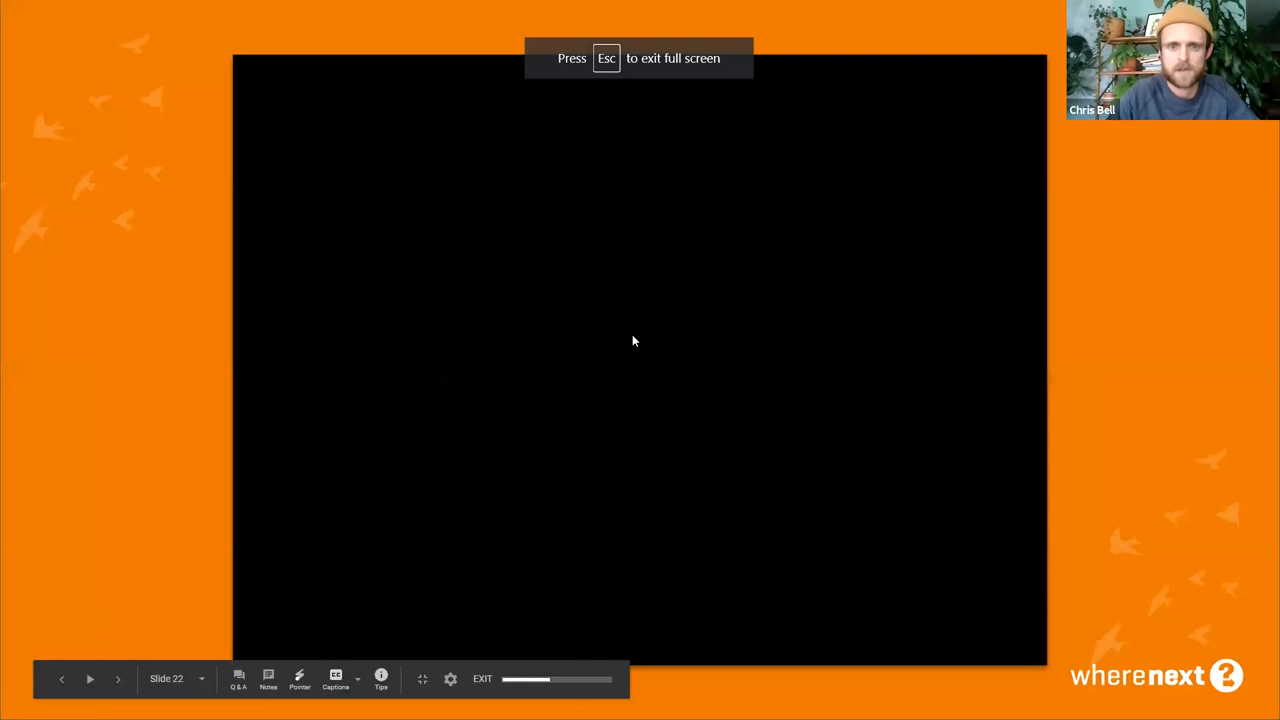 Press Esc to exit full screen
Chris Bell
Slide 22
Q & A
Notes
Pointer
Captions
Tips
EXIT
wherenext?